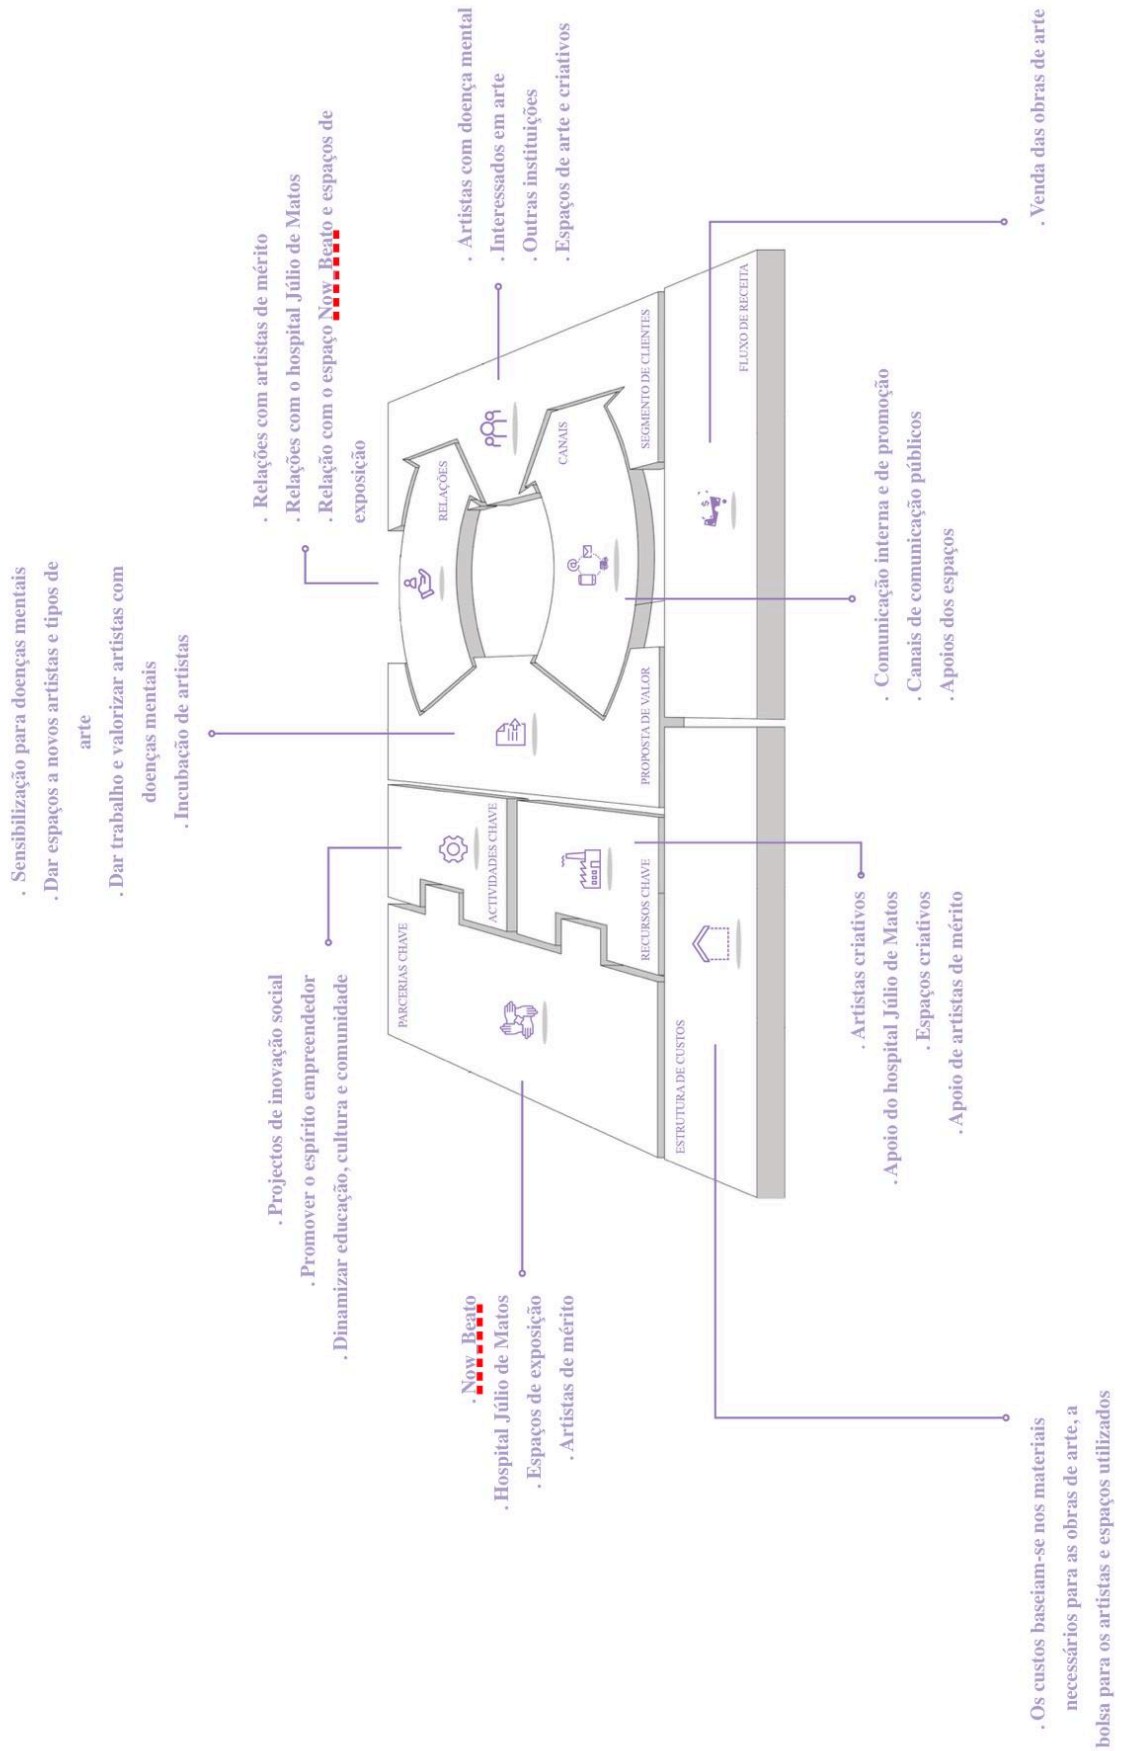 . Sensibilização para doenças mentais
. Dar espaços a novos artistas e tipos de
arte
. Dar trabalho e valorizar artistas com
doenças mentais
. Incubação de artistas
. Projectos de inovação social
. Promover o espírito empreendedor
. Dinamizar educação, cultura e comunidade
. Relações com artistas de mérito
. Relações com o hospital Júlio de Matos
. Relação com o espaço Now_Beato e espaços de
exposição
. Now_Beato
. Hospital Júlio de Matos
. Espaços de exposição
. Artistas de mérito
PARCERIAS CHAVE
ACTIVIDADES CHAVE
RECURSOS CHAVE
PROPOSTA DE VALOR
RELAÇÕES
CANAIS
SEGMENTO DE CLIENTES
ESTRUTURA DE CUSTOS
FLUXO DE RECEITA
. Artistas com doença mental
. Interessados em arte
. Outras instituições
. Espaços de arte e criativos
. Artistas criativos
. Apoio do hospital Júlio de Matos
. Espaços criativos
. Apoio de artistas de mérito
. Comunicação interna e de promoção
. Canais de comunicação públicos
. Apoios dos espaços
. Os custos baseiam-se nos materiais
necessários para as obras de arte, a
bolsa para os artistas e espaços utilizados
. Venda das obras de arte